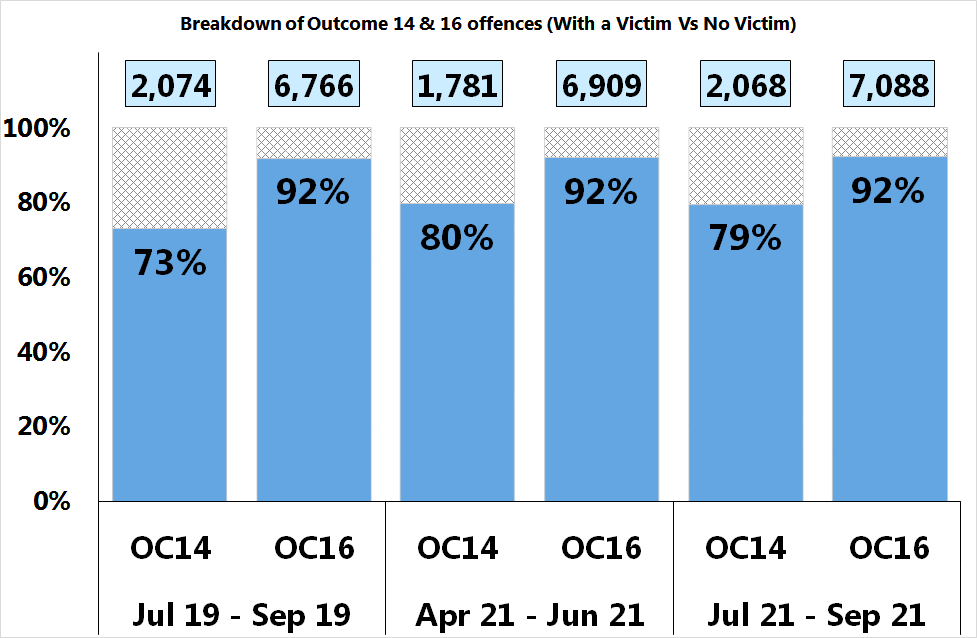 Breakdown of Outcome 14 & 16 offences (With a Victim Vs No Victim)
2,074 6,766 1,781 6,909 2,068 7,088
100%
80%
60%
40%
20%
0%
73% 92% 80% 92% 79% 92%
OC14 OC16 OC14 OC16 OC14 OC16
Jul 19 - Sep 19 Apr 21 - Jun 21 Jul 21 - Sep 21